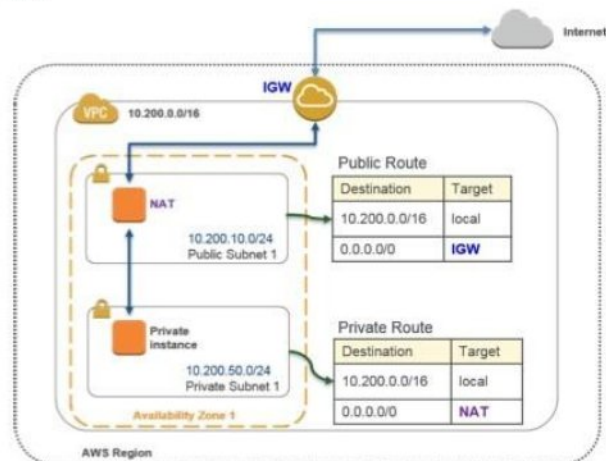 Internet
IGW
VPC 10.200.0.0/16
NAT
10.200.10.0/24
Public Subnet 1
Public Route
Destination Target
10.200.0.0/16 local
0.0.0.0/0 IGW
Private
instance
10.200.50.0/24
Private Subnet 1
Private Route
Destination Target
10.200.0.0/16 local
0.0.0.0/0 NAT
Availability Zone 1
AWS Region